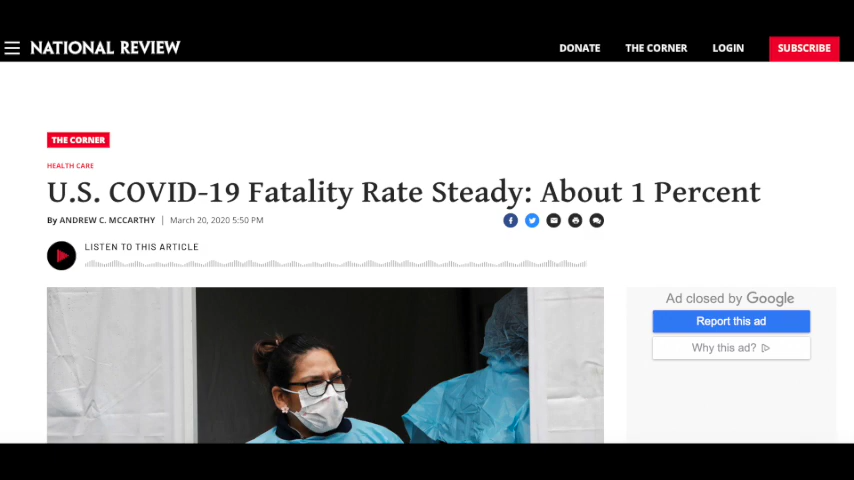 NATIONAL REVIEW
DONATE THE CORNER LOGIN SUBSCRIBE
THE CORNER
HEALTH CARE
U.S. COVID-19 Fatality Rate Steady: About 1 Percent
By ANDREW C. MCCARTHY | March 20, 2020 5:50 PM
LISTEN TO THIS ARTICLE
Ad closed by Google
Report this ad
Why this ad?